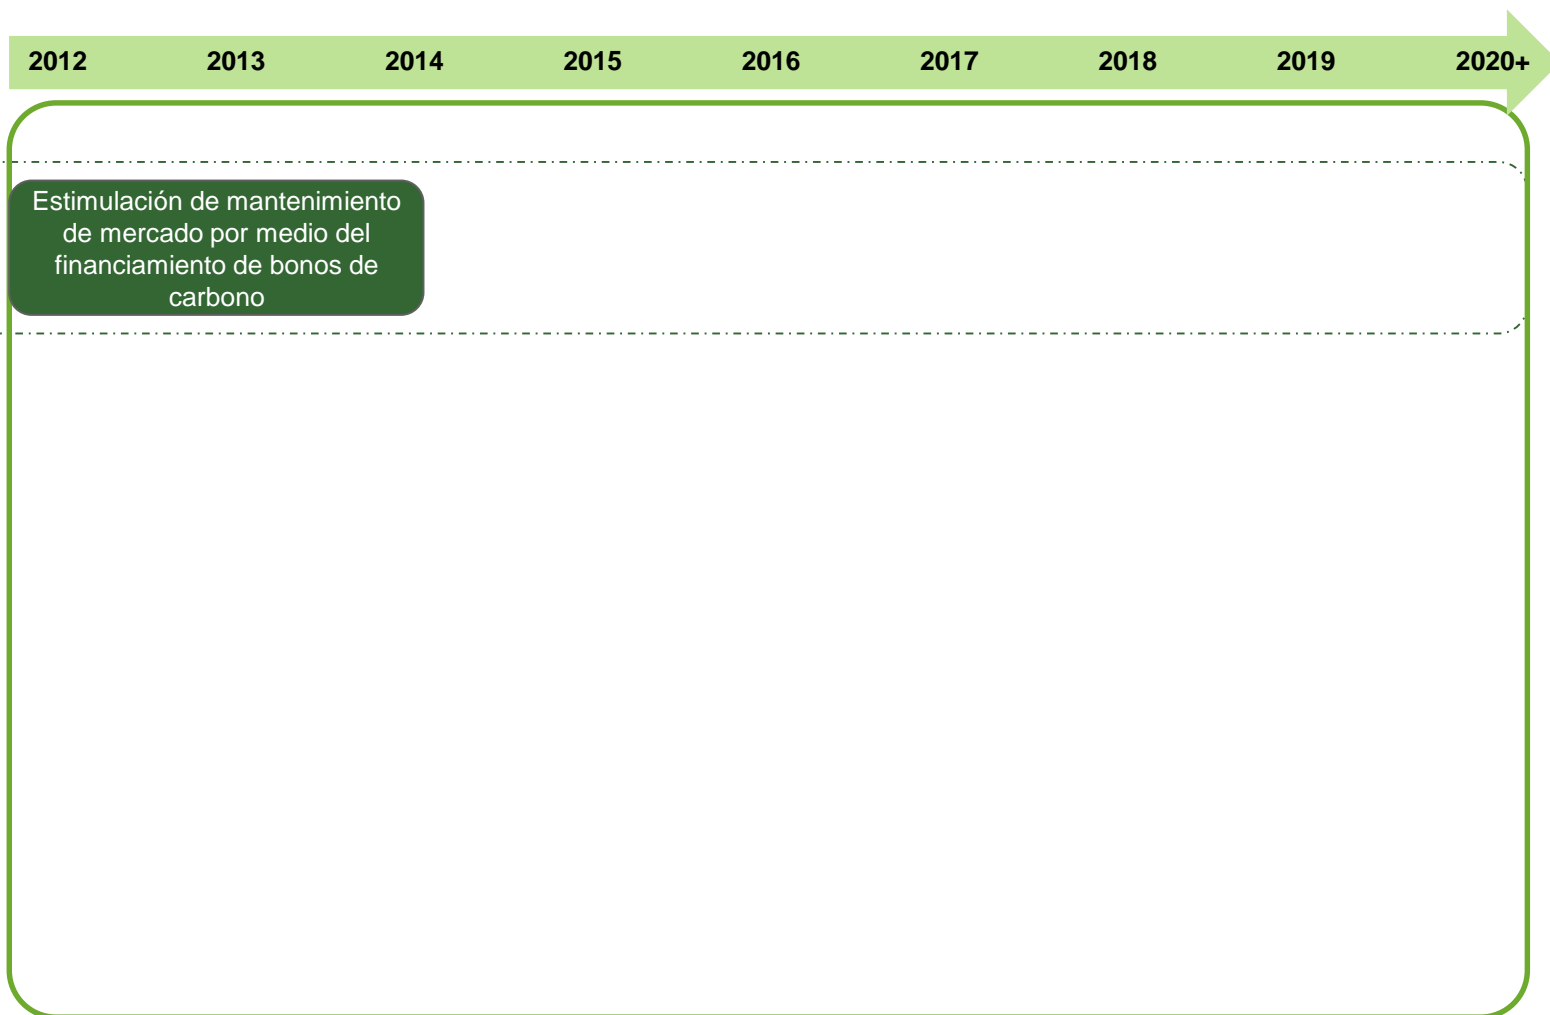 2012 2013 2014 2015 2016 2017 2018 2019 2020+
Estimulación de mantenimiento
de mercado por medio del
financiamiento de bonos de
carbono